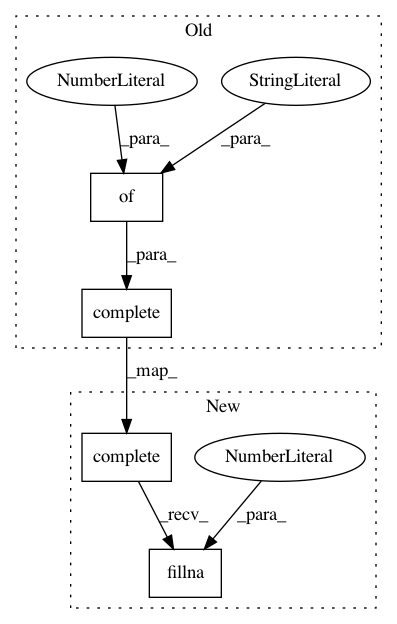 Old
NumberLiteral
StringLiteral
_para_
_para_
of
_para_
complete
_map_
New
complete
NumberLiteral
_recv_
_para_
fillna